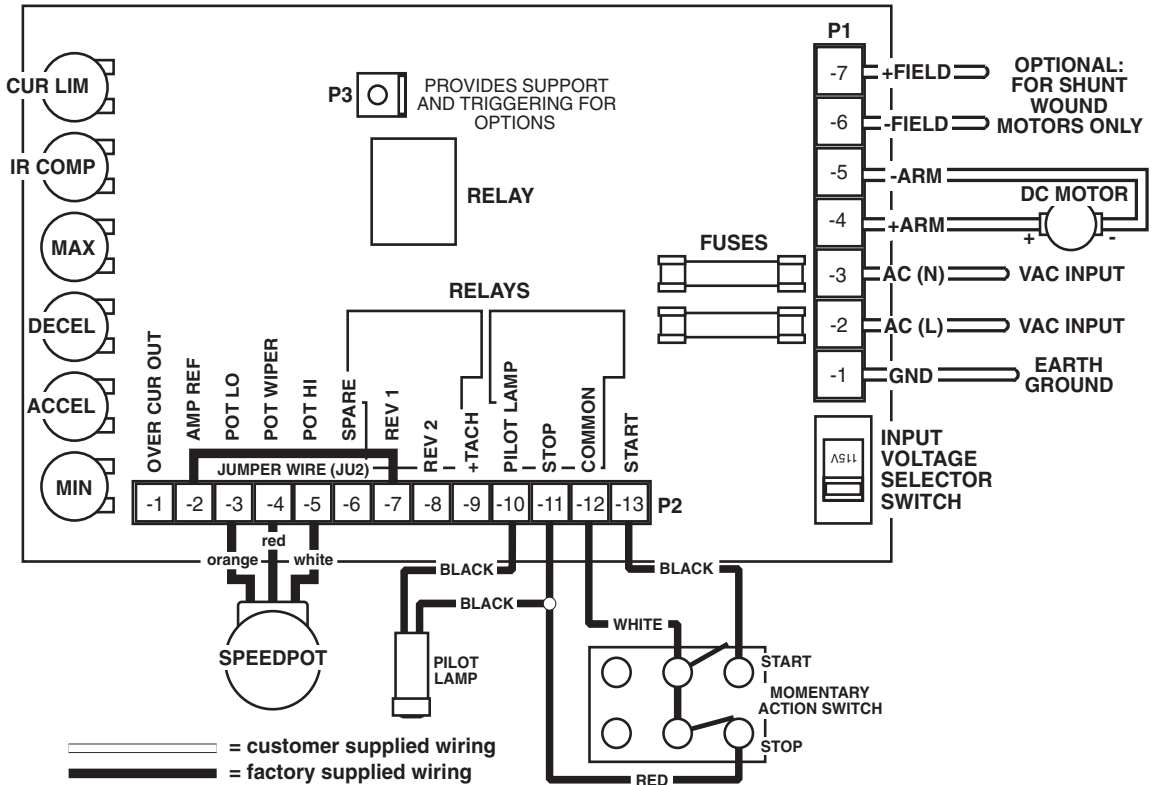 P1
CUR LIM
IR COMP
MAX
DECEL
ACCEL
MIN
P3
PROVIDES SUPPORT
AND TRIGGERING FOR
OPTIONS
RELAY
RELAYS
FUSES
-7
+FIELD
-6
-FIELD
OPTIONAL:
FOR SHUNT
WOUND
MOTORS ONLY
-5
-ARM
-4
+ARM
DC MOTOR
+
-
-3
AC (N)
VAC INPUT
-2
AC (L)
VAC INPUT
-1
GND
EARTH
GROUND
115V
INPUT
VOLTAGE
SELECTOR
SWITCH
OVER CUR OUT
AMP REF
POT LO
POT WIPER
POT HI
SPARE
REV 1
REV 2
+TACH
PILOT LAMP
STOP
COMMON
START
JUMPER WIRE (JU2)
-1
-2
-3
-4
-5
-6
-7
-8
-9
-10
-11
-12
-13
P2
orange
red
white
SPEEDPOT
BLACK
BLACK
BLACK
WHITE
PILOT
LAMP
START
MOMENTARY
ACTION SWITCH
STOP
RED
= customer supplied wiring
= factory supplied wiring